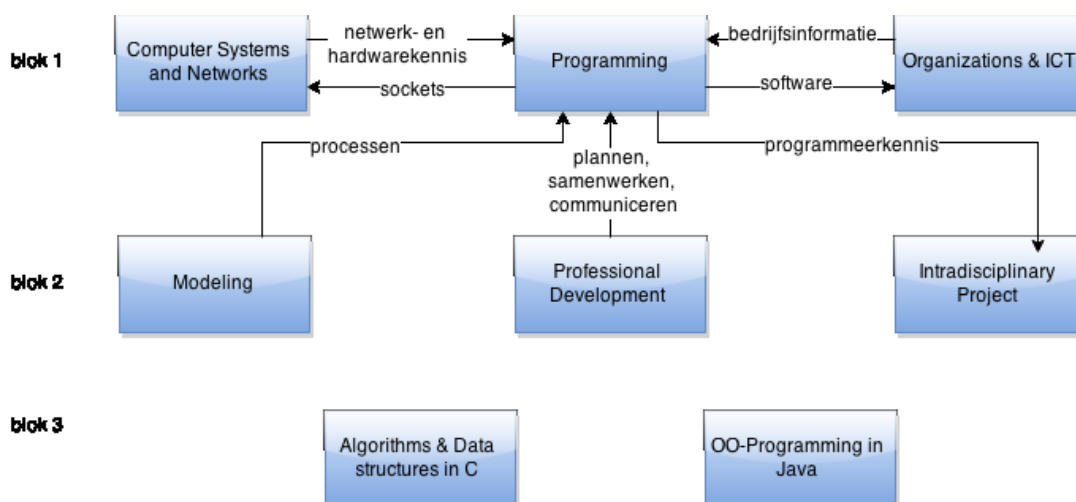 blok 1
Computer Systems
and Networks
netwerk- en
hardwarekennis
sockets
Programming
bedrijfsinformatie
software
Organizations & ICT
processen
plannen,
samenwerken,
communiceren
programmeerkennis
blok 2
Modeling
Professional
Development
Intradisciplinary
Project
blok 3
Algorithms & Data
structures in C
OO-Programming in
Java